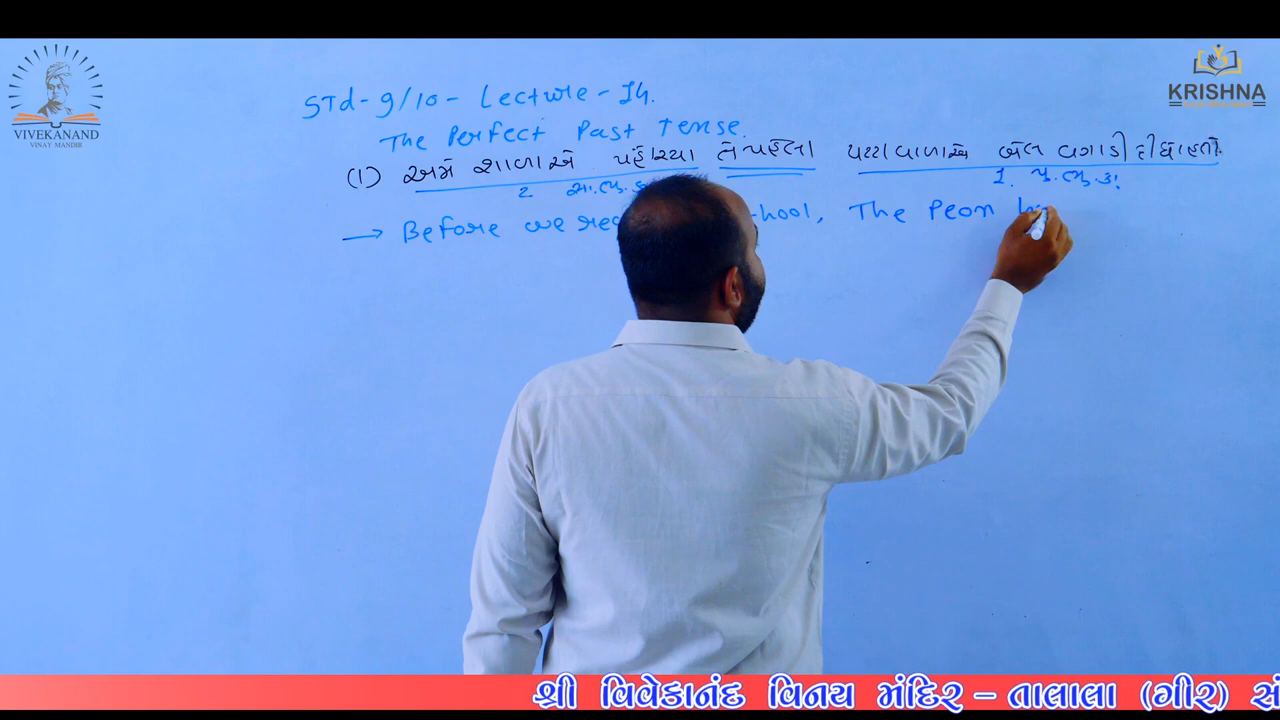 VIVEKANAND
VINAY MANDIR
KRISHNA
STd - 9/10 - Lecture - 14.
The Perfect Past Tense.
(1) અમે શાળાએ પહોંચ્યા તે પહેલા પટ્ટાવાળાએ બેલ વગાડી દીધો હતો.
2 સા.ભૂ. 1. પૂ.ભૂ.કા.
→ Before we hool, The Peon
શ્રી વિવેકાનંદ વિનય મંદિર – તાલાલા (ગીર) સં